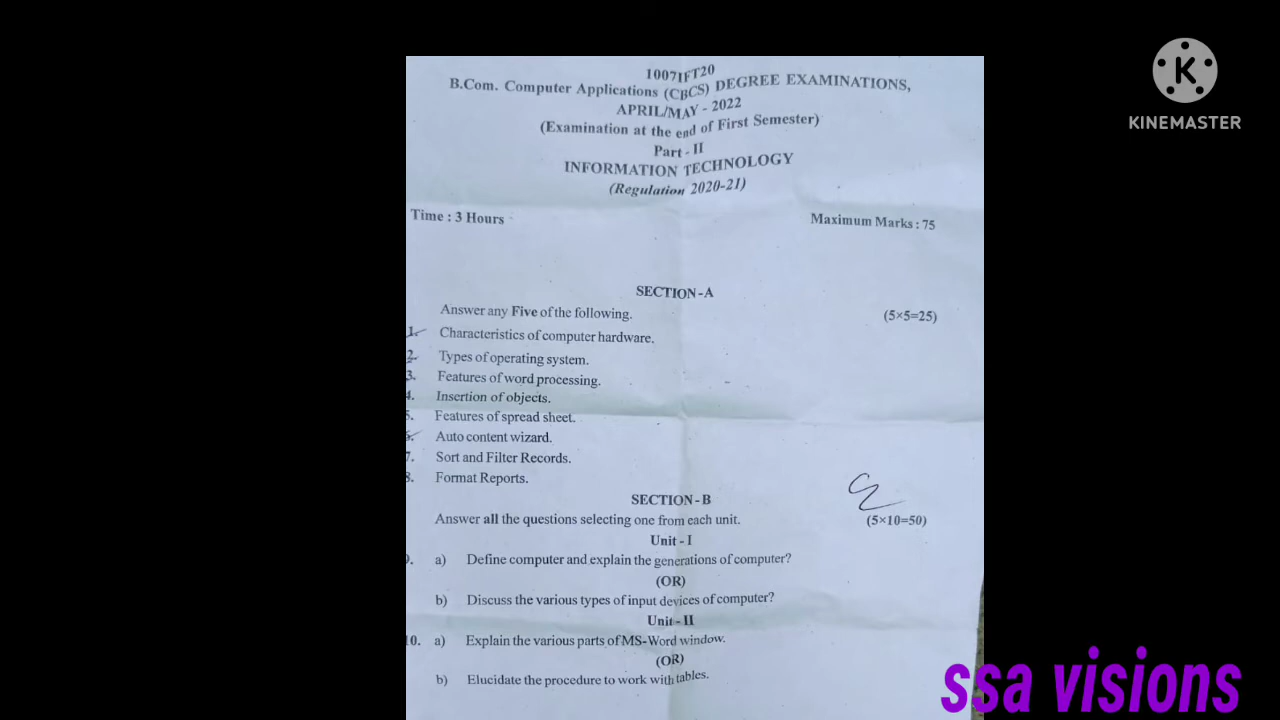 1007IFT20
B.Com. Computer Applications (CBCS) DEGREE EXAMINATIONS,
APRIL/MAY - 2022
(Examination at the end of First Semester)
Part - II
INFORMATION TECHNOLOGY
(Regulation 2020-21)
Time : 3 Hours
Maximum Marks : 75
SECTION-A
Answer any Five of the following.
(5×5=25)
1. Characteristics of computer hardware.
2. Types of operating system.
3. Features of word processing.
4. Insertion of objects.
5. Features of spread sheet.
6. Auto content wizard.
7. Sort and Filter Records.
8. Format Reports.
SECTION-B
Answer all the questions selecting one from each unit.
(5×10=50)
Unit - I
9. a) Define computer and explain the generations of computer?
(OR)
b) Discuss the various types of input devices of computer?
Unit - II
10. a) Explain the various parts of MS-Word window.
(OR)
b) Elucidate the procedure to work with tables.
KINEMASTER
ssa visions